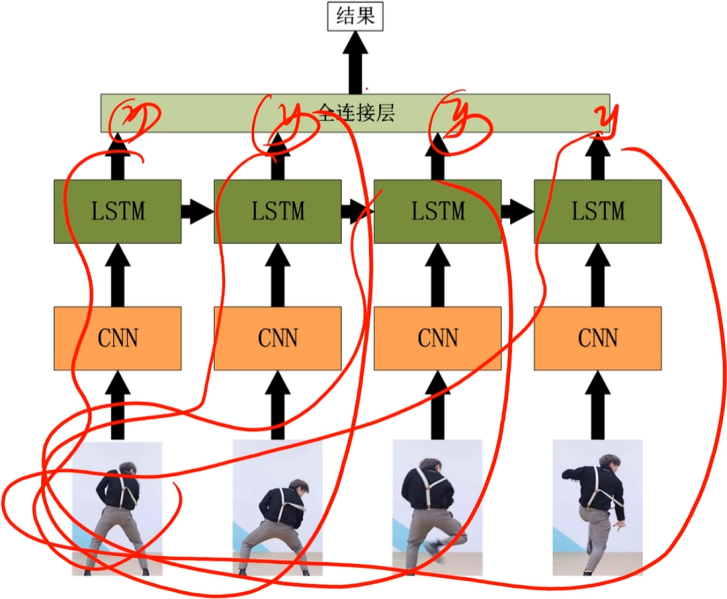 结果
全连接层
y y y y
LSTM LSTM LSTM LSTM
CNN CNN CNN CNN